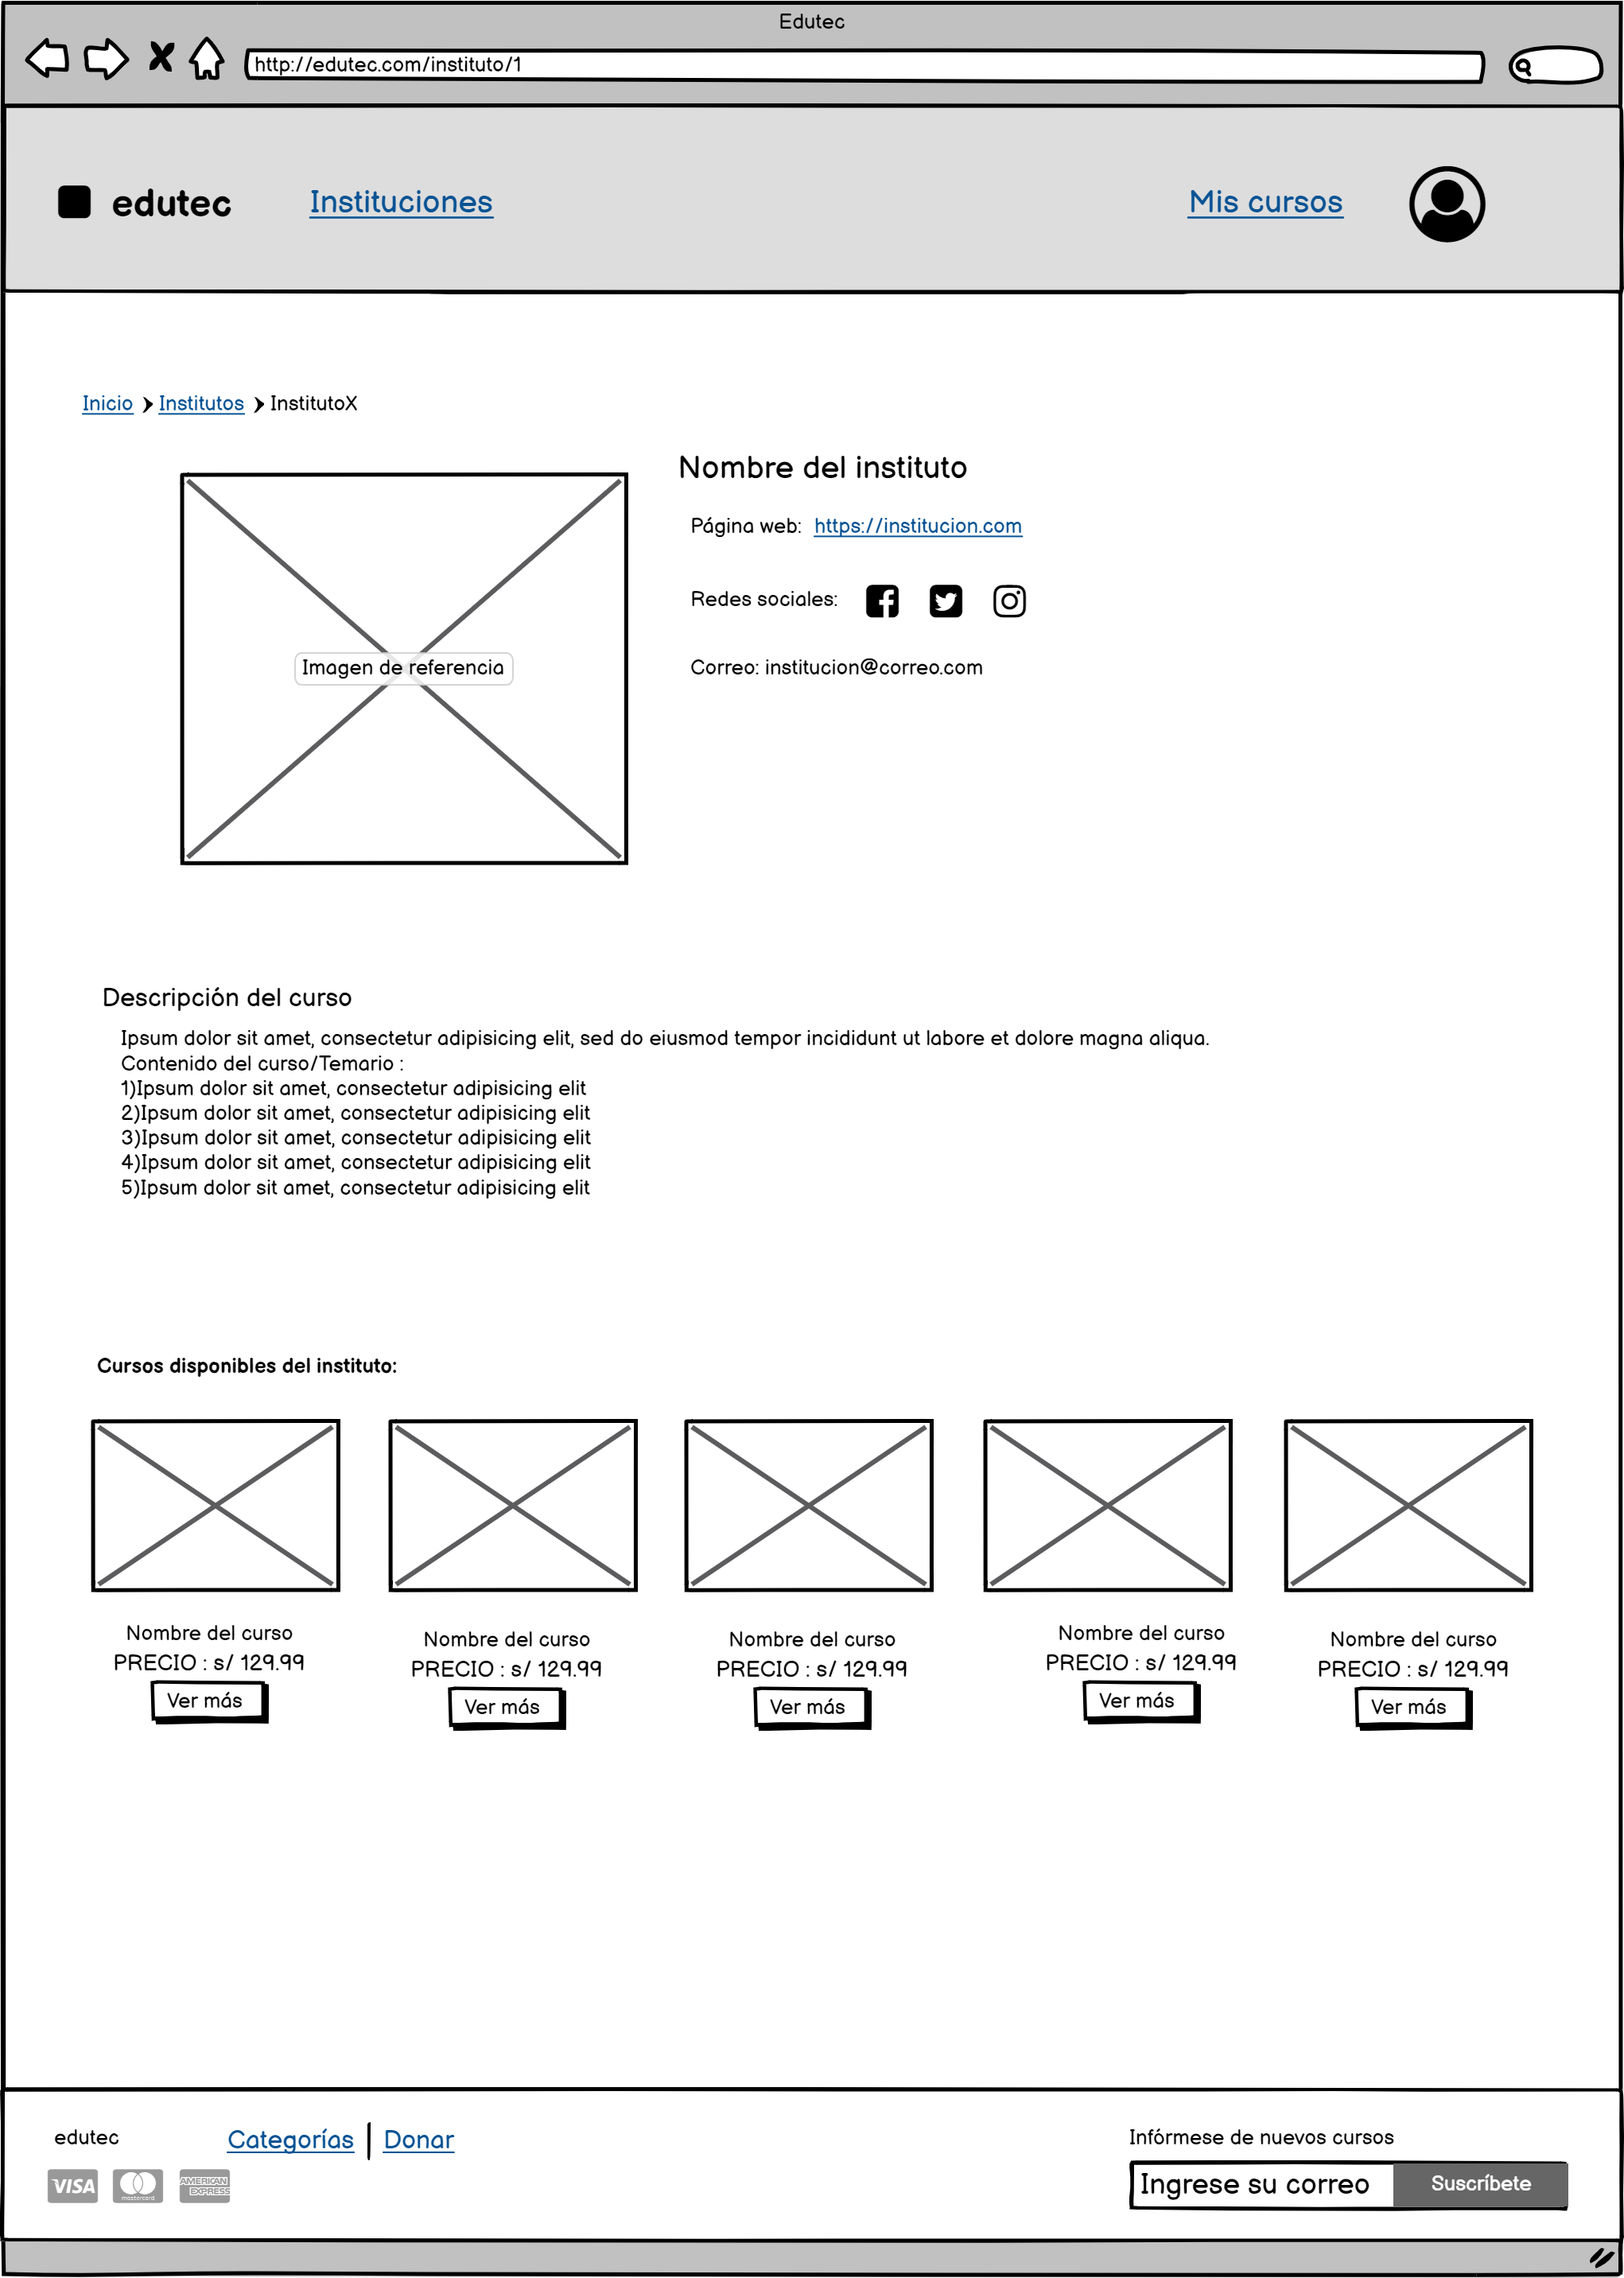 Edutec
http://edutec.com/instituto/1
edutec Instituciones Mis cursos
Inicio Institutos InstitutoX
Nombre del instituto
Página web: https://institucion.com
Redes sociales:
Imagen de referencia
Correo: institucion@correo.com
Descripción del curso
Ipsum dolor sit amet, consectetur adipisicing elit, sed do eiusmod tempor incididunt ut labore et dolore magna aliqua.
Contenido del curso/Temario :
1)Ipsum dolor sit amet, consectetur adipisicing elit
2)Ipsum dolor sit amet, consectetur adipisicing elit
3)Ipsum dolor sit amet, consectetur adipisicing elit
4)Ipsum dolor sit amet, consectetur adipisicing elit
5)Ipsum dolor sit amet, consectetur adipisicing elit
Cursos disponibles del instituto:
Nombre del curso
PRECIO : s/ 129.99
Ver más
Nombre del curso
PRECIO : s/ 129.99
Ver más
Nombre del curso
PRECIO : s/ 129.99
Ver más
Nombre del curso
PRECIO : s/ 129.99
Ver más
Nombre del curso
PRECIO : s/ 129.99
Ver más
edutec Categorías Donar
VISA mastercard AMERICAN EXPRESS
Infórmese de nuevos cursos
Ingrese su correo Suscríbete